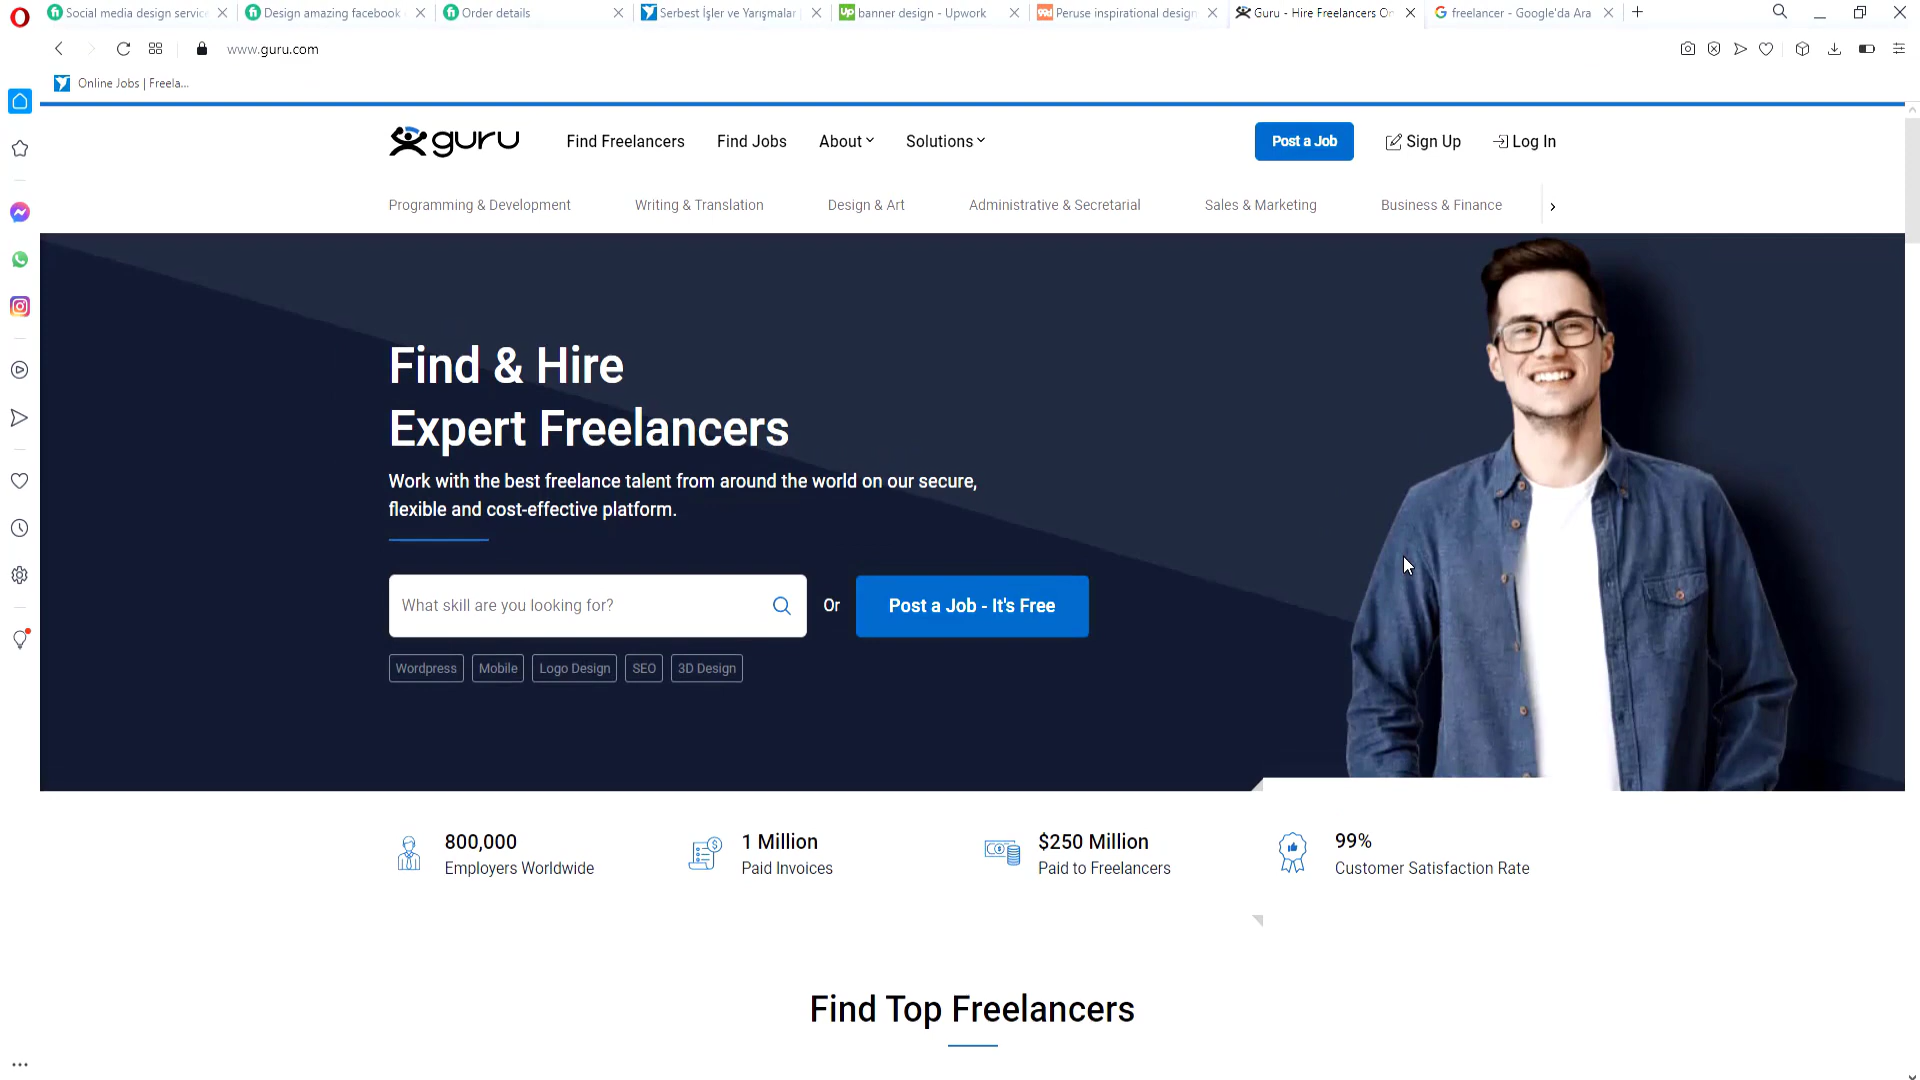 Social media design service
Design amazing facebook
Order details
Serbest İşler ve Yarışmalar
banner design - Upwork
Peruse inspirational design
Guru - Hire Freelancers On
freelancer - Google'da Ara
www.guru.com
Online Jobs | Freela...
guru
Find Freelancers
Find Jobs
About
Solutions
Post a Job
Sign Up
Log In
Programming & Development
Writing & Translation
Design & Art
Administrative & Secretarial
Sales & Marketing
Business & Finance
Find & Hire
Expert Freelancers
Work with the best freelance talent from around the world on our secure,
flexible and cost-effective platform.
What skill are you looking for?
Or
Post a Job - It's Free
Wordpress
Mobile
Logo Design
SEO
3D Design
800,000
Employers Worldwide
1 Million
Paid Invoices
$250 Million
Paid to Freelancers
99%
Customer Satisfaction Rate
Find Top Freelancers